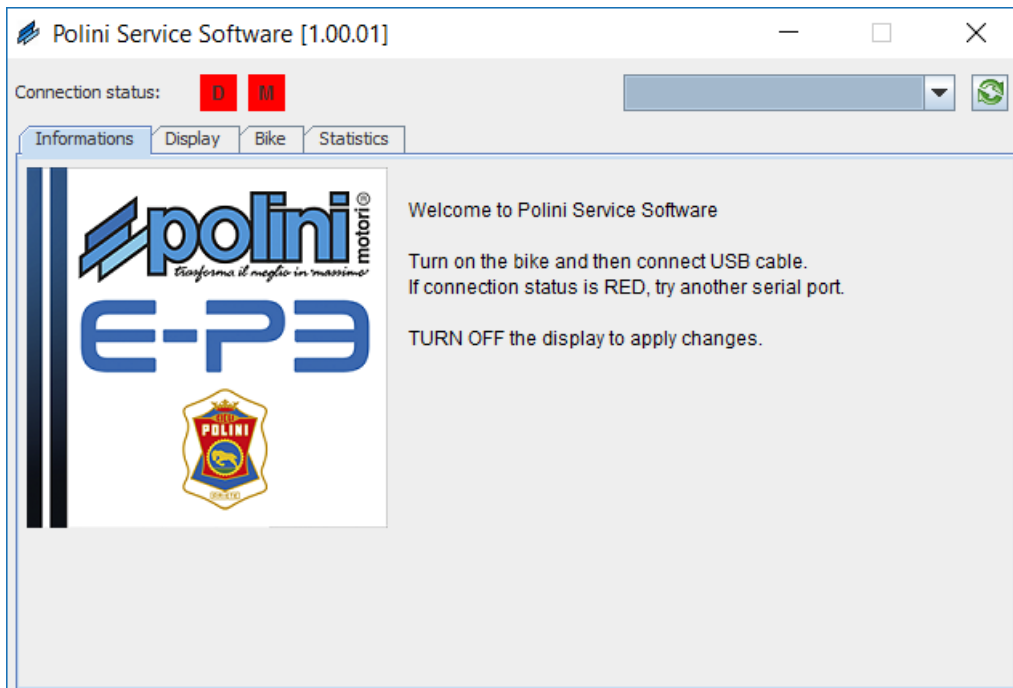 Polini Service Software [1.00.01]
Connection status:
D M
Informations Display Bike Statistics
polini motori®
trasforma il meglio in massimo
E-P3
POLINI
Welcome to Polini Service Software
Turn on the bike and then connect USB cable.
If connection status is RED, try another serial port.
TURN OFF the display to apply changes.